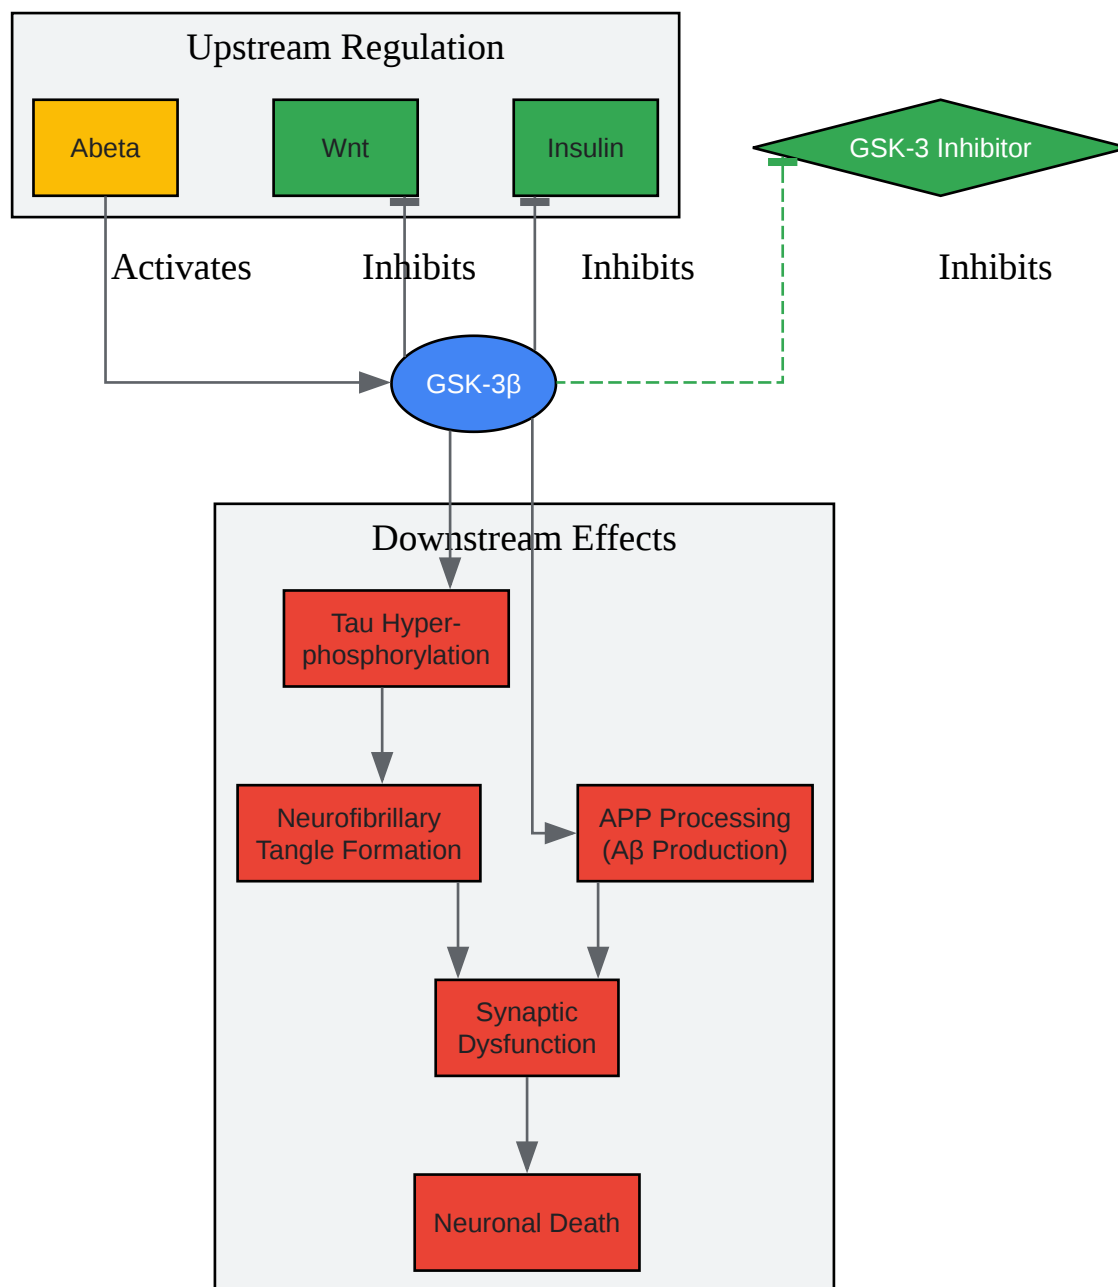 Upstream Regulation
Abeta
Wnt
Insulin
GSK-3 Inhibitor
Activates
Inhibits
Inhibits
Inhibits
GSK-3β
Downstream Effects
Tau Hyper-
phosphorylation
Neurofibrillary
Tangle Formation
APP Processing
(Aβ Production)
Synaptic
Dysfunction
Neuronal Death